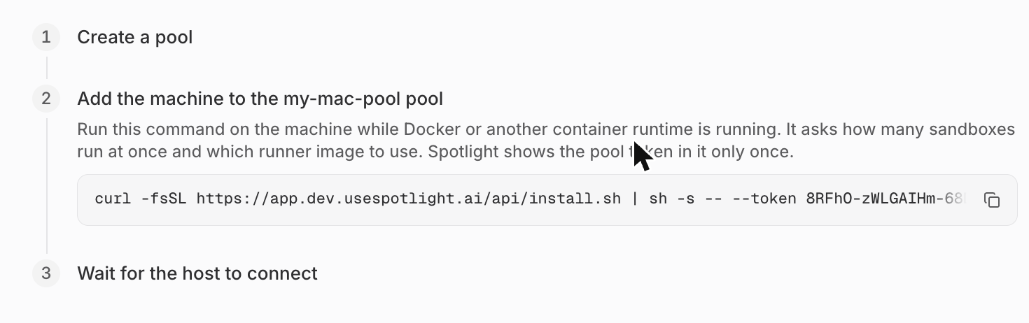 1 Create a pool
2 Add the machine to the my-mac-pool pool
Run this command on the machine while Docker or another container runtime is running. It asks how many sandboxes
run at once and which runner image to use. Spotlight shows the pool token in it only once.
curl -fsSL https://app.dev.usespotlight.ai/api/install.sh | sh -s -- --token 8RFhO-zWLGAIHm-68
3 Wait for the host to connect